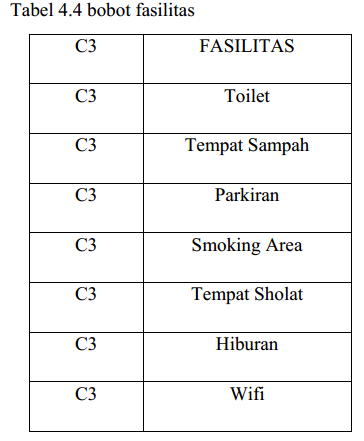 Tabel 4.4 bobot fasilitas
C3 FASILITAS
C3 Toilet
C3 Tempat Sampah
C3 Parkiran
C3 Smoking Area
C3 Tempat Sholat
C3 Hiburan
C3 Wifi